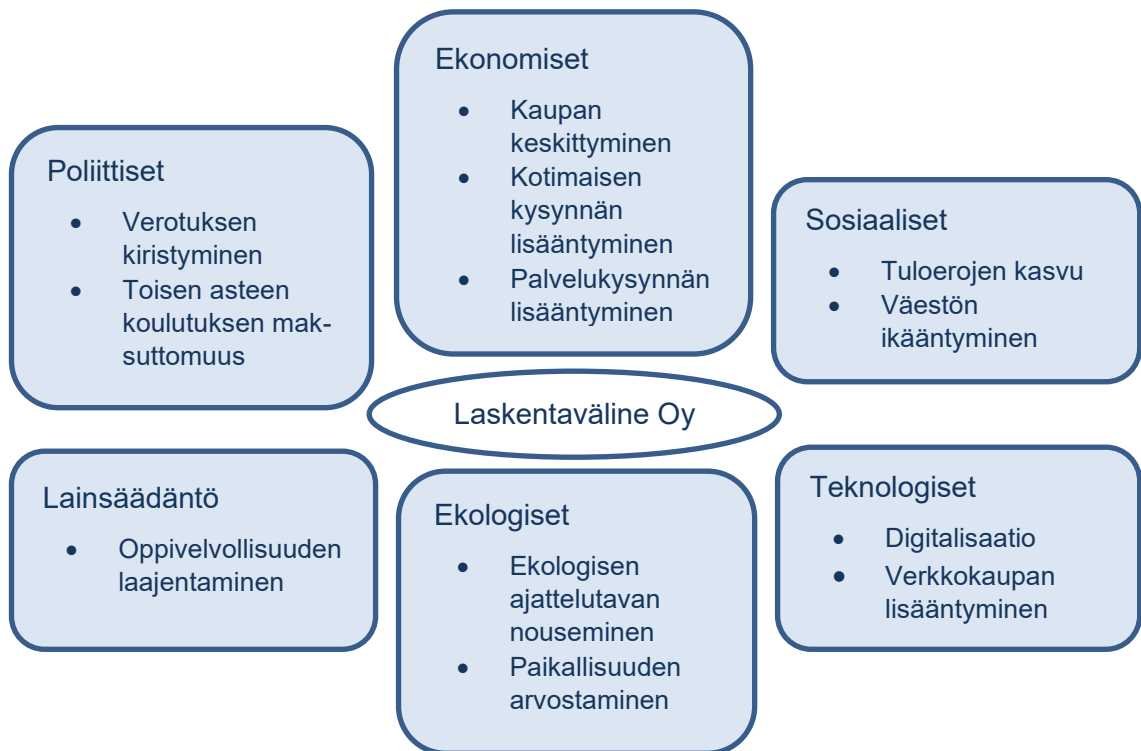 Poliittiset
• Verotuksen
kiristyminen
• Toisen asteen
koulutuksen mak-
suttomuus
Ekonomiset
• Kaupan
keskittyminen
• Kotimaisen
kysynnän
lisääntyminen
• Palvelukysynnän
lisääntyminen
Sosiaaliset
• Tuloerojen kasvu
• Väestön
ikääntyminen
Laskentaväline Oy
Lainsäädäntö
• Oppivelvollisuuden
laajentaminen
Ekologiset
• Ekologisen
ajattelutavan
nouseminen
• Paikallisuuden
arvostaminen
Teknologiset
• Digitalisaatio
• Verkkokaupan
lisääntyminen